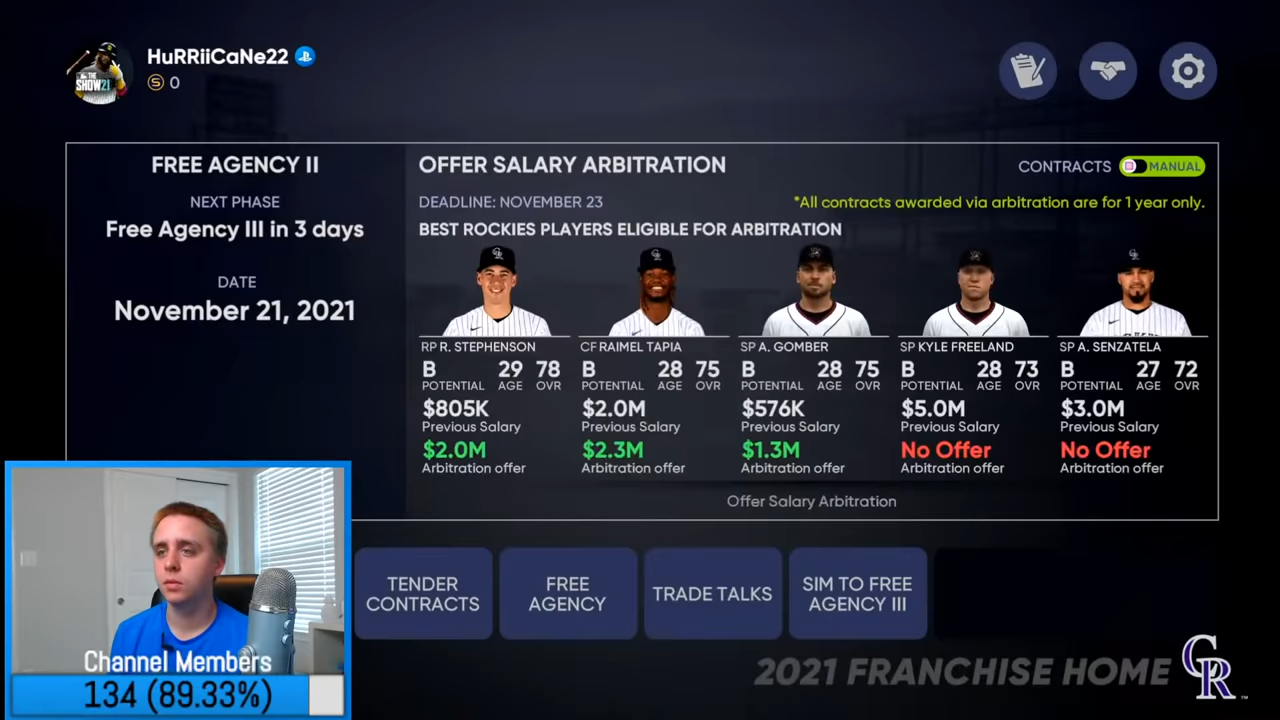 HuRRiiCaNe22
0
THE
SHOW21
FREE AGENCY II
NEXT PHASE
Free Agency III in 3 days
DATE
November 21, 2021
OFFER SALARY ARBITRATION
CONTRACTS MANUAL
DEADLINE: NOVEMBER 23
*All contracts awarded via arbitration are for 1 year only.
BEST ROCKIES PLAYERS ELIGIBLE FOR ARBITRATION
RP R. STEPHENSON
B 29 78
POTENTIAL AGE OVR
$805K
Previous Salary
$2.0M
Arbitration offer
CF RAIMEL TAPIA
B 28 75
POTENTIAL AGE OVR
$2.0M
Previous Salary
$2.3M
Arbitration offer
SP A. GOMBER
B 28 75
POTENTIAL AGE OVR
$576K
Previous Salary
$1.3M
Arbitration offer
SP KYLE FREELAND
B 28 73
POTENTIAL AGE OVR
$5.0M
Previous Salary
No Offer
Arbitration offer
SP A. SENZATELA
B 27 72
POTENTIAL AGE OVR
$3.0M
Previous Salary
No Offer
Arbitration offer
Offer Salary Arbitration
TENDER
CONTRACTS
FREE
AGENCY
TRADE TALKS
SIM TO FREE
AGENCY III
2021 FRANCHISE HOME
CR
Channel Members
134 (89.33%)